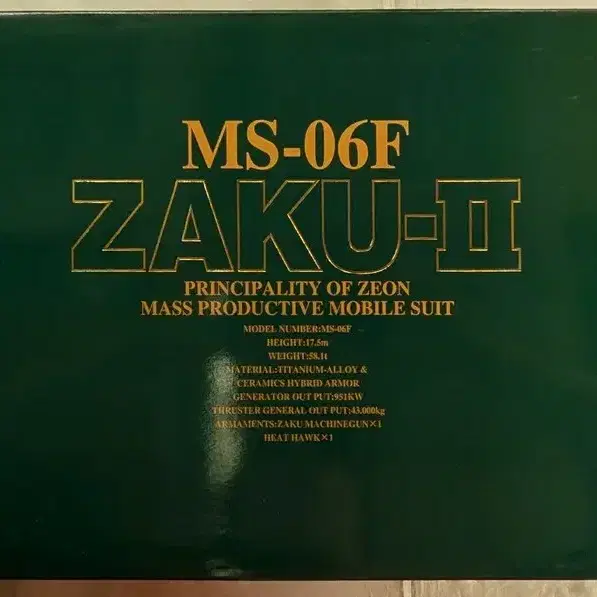 MS-06F
ZAKU-II
PRINCIPALITY OF ZEON
MASS PRODUCTIVE MOBILE SUIT
MODEL NUMBER:MS-06F
HEIGHT:17.5m
WEIGHT:58.1t
MATERIAL:TITANIUM-ALLOY &
CERAMICS HYBRID ARMOR
GENERATOR OUT PUT:951KW
THRUSTER GENERAL OUT PUT:43.000kg
ARMAMENTS:ZAKU MACHINEGUN×1
HEAT HAWK×1